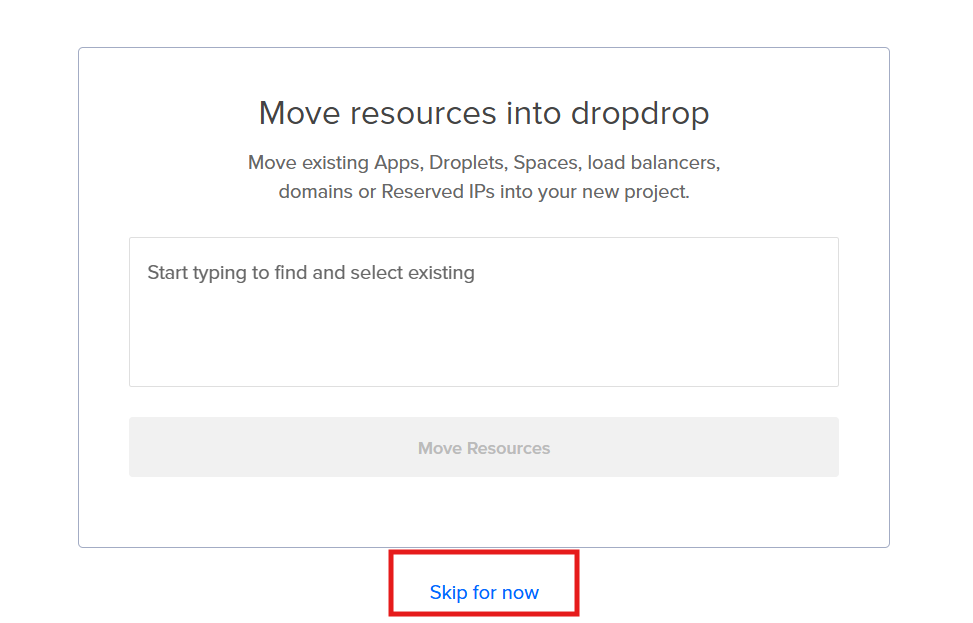 Move resources into dropdrop
Move existing Apps, Droplets, Spaces, load balancers,
domains or Reserved IPs into your new project.
Start typing to find and select existing
Move Resources
Skip for now